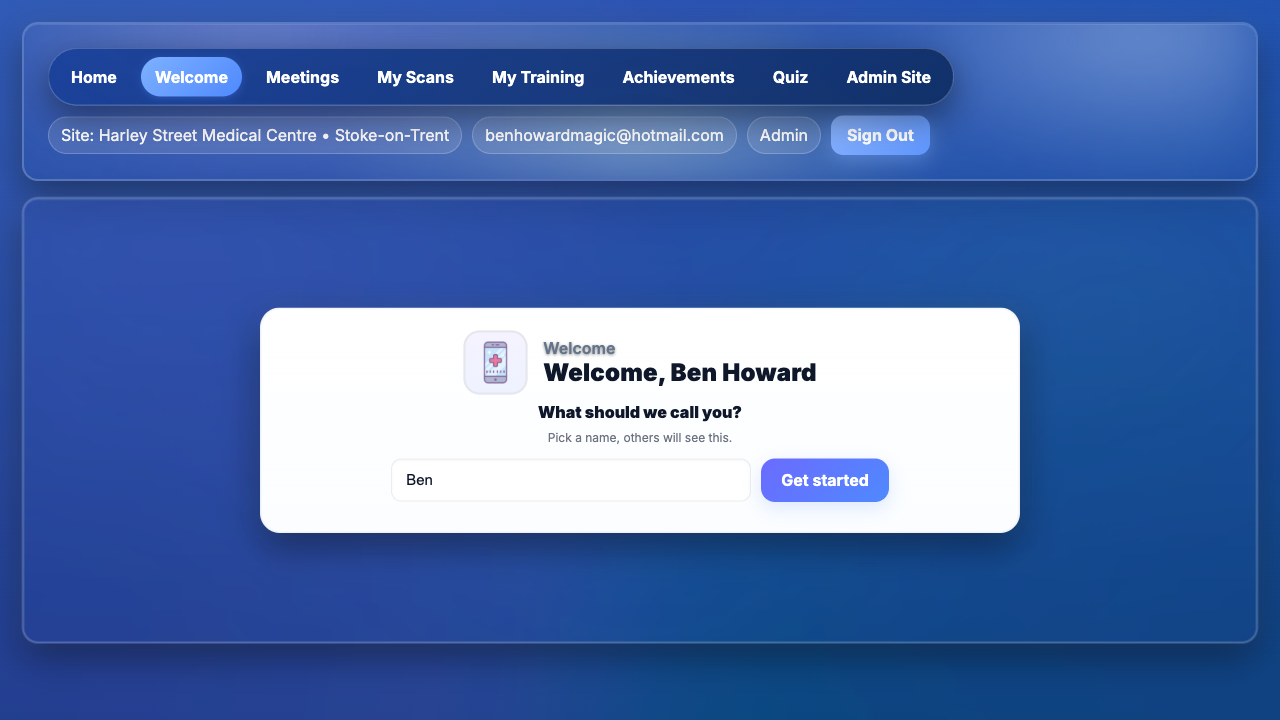 Home Welcome Meetings My Scans My Training Achievements Quiz Admin Site
Site: Harley Street Medical Centre • Stoke-on-Trent benhowardmagic@hotmail.com Admin Sign Out
Welcome
Welcome, Ben Howard
What should we call you?
Pick a name, others will see this.
Ben Get started